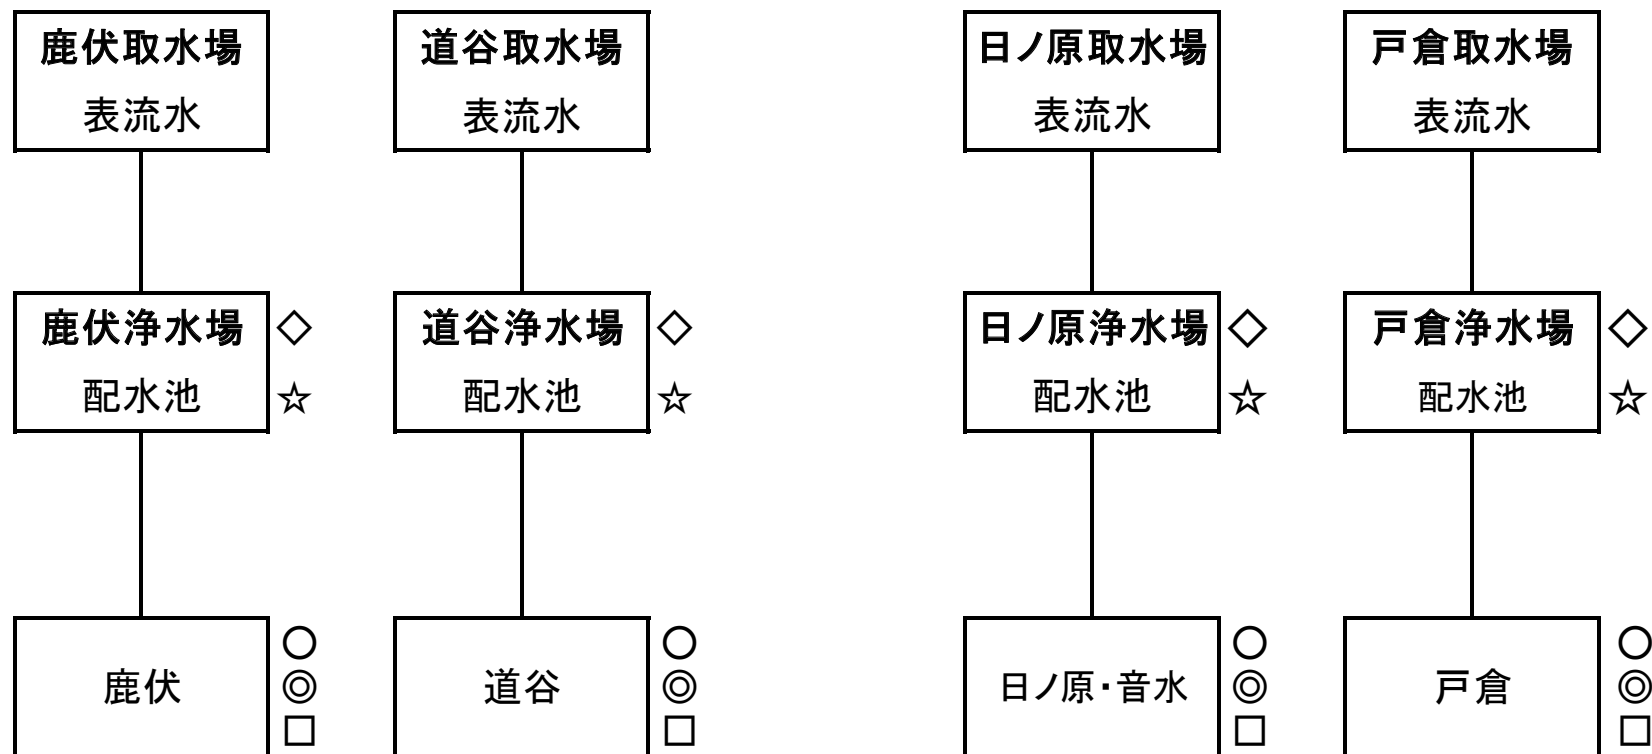 鹿伏取水場
表流水
道谷取水場
表流水
日ノ原取水場
表流水
戸倉取水場
表流水
鹿伏浄水場 ◇
配水池 ☆
道谷浄水場 ◇
配水池 ☆
日ノ原浄水場 ◇
配水池 ☆
戸倉浄水場 ◇
配水池 ☆
○
鹿伏 ◎
□
○
道谷 ◎
□
○
日ノ原・音水 ◎
□
○
戸倉 ◎
□